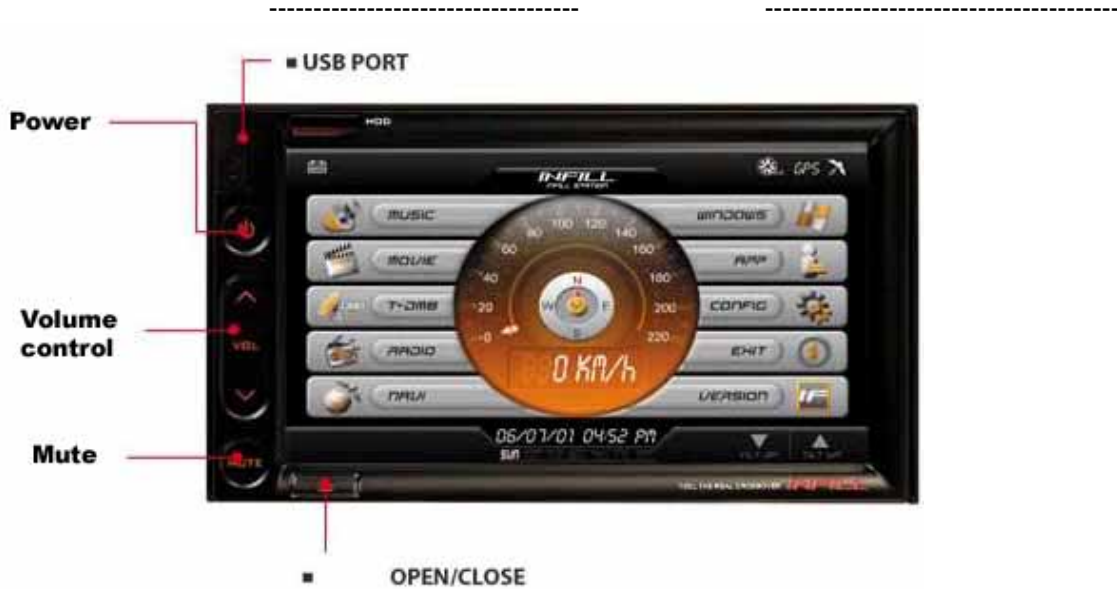 ■ USB PORT
Power
HDD
INFILL
GPS
MUSIC
WINDOWS
MOVIE
APP
T-DMB
CONFIG
RADIO
EXIT
NAVI
VERSION
0 20 40 60 80 100 120 140 160 180 200 220
N
W E
S
0 KM/h
Volume
control
VOL
06/07/01 04:52 PM
SUN
Mute
MUTE
■ OPEN/CLOSE